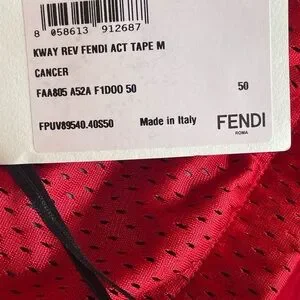 8 058613 912687
KWAY REV FENDI ACT TAPE M
CANCER
FAA805 A52A F1DO0 50
50
FPUV89540.40S50
Made in Italy
FENDI
ROMA